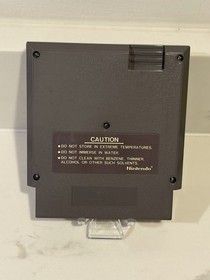 CAUTION
●DO NOT STORE IN EXTREME TEMPERATURES.
●DO NOT IMMERSE IN WATER.
●DO NOT CLEAN WITH BENZENE, THINNER,
ALCOHOL OR OTHER SUCH SOLVENTS.
Nintendo